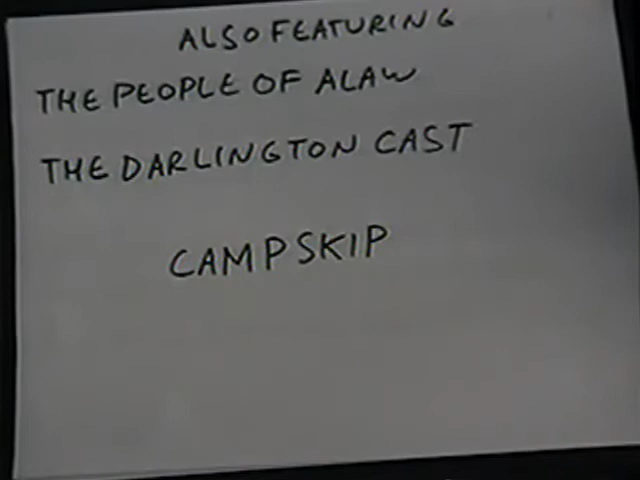 ALSO FEATURING
THE PEOPLE OF ALAW
THE DARLINGTON CAST
CAMPSKIP